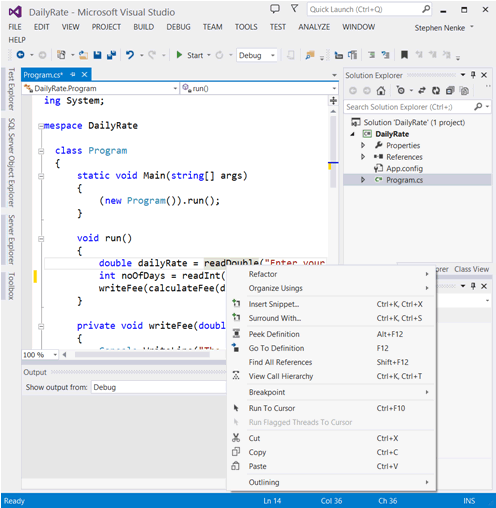 DailyRate - Microsoft Visual Studio
Quick Launch (Ctrl+Q)
FILE EDIT VIEW PROJECT BUILD DEBUG TEAM TOOLS TEST ANALYZE WINDOW
Stephen Nenke
HELP
Start
Debug
Test Explorer
SQL Server Object Explorer
Server Explorer
Toolbox
Program.cs*
DailyRate.Program
run()
ing System;
mespace DailyRate
class Program
{
static void Main(string[] args)
{
(new Program()).run();
}
void run()
{
double dailyRate = readDouble("Enter your
int noOfDays = readInt(
writeFee(calculateFee(d
}
private void writeFee(doubl
{
Console.WriteLine("The
100 %
Output
Show output from: Debug
Solution Explorer
Search Solution Explorer (Ctrl+;)
Solution 'DailyRate' (1 project)
DailyRate
Properties
References
App.config
C# Program.cs
orer Class View
Refactor
Organize Usings
Insert Snippet... Ctrl+K, Ctrl+X
Surround With... Ctrl+K, Ctrl+S
Peek Definition Alt+F12
Go To Definition F12
Find All References Shift+F12
View Call Hierarchy Ctrl+K, Ctrl+T
Breakpoint
Run To Cursor Ctrl+F10
Run Flagged Threads To Cursor
Cut Ctrl+X
Copy Ctrl+C
Paste Ctrl+V
Outlining
Ready Ln 14 Col 36 Ch 36 INS